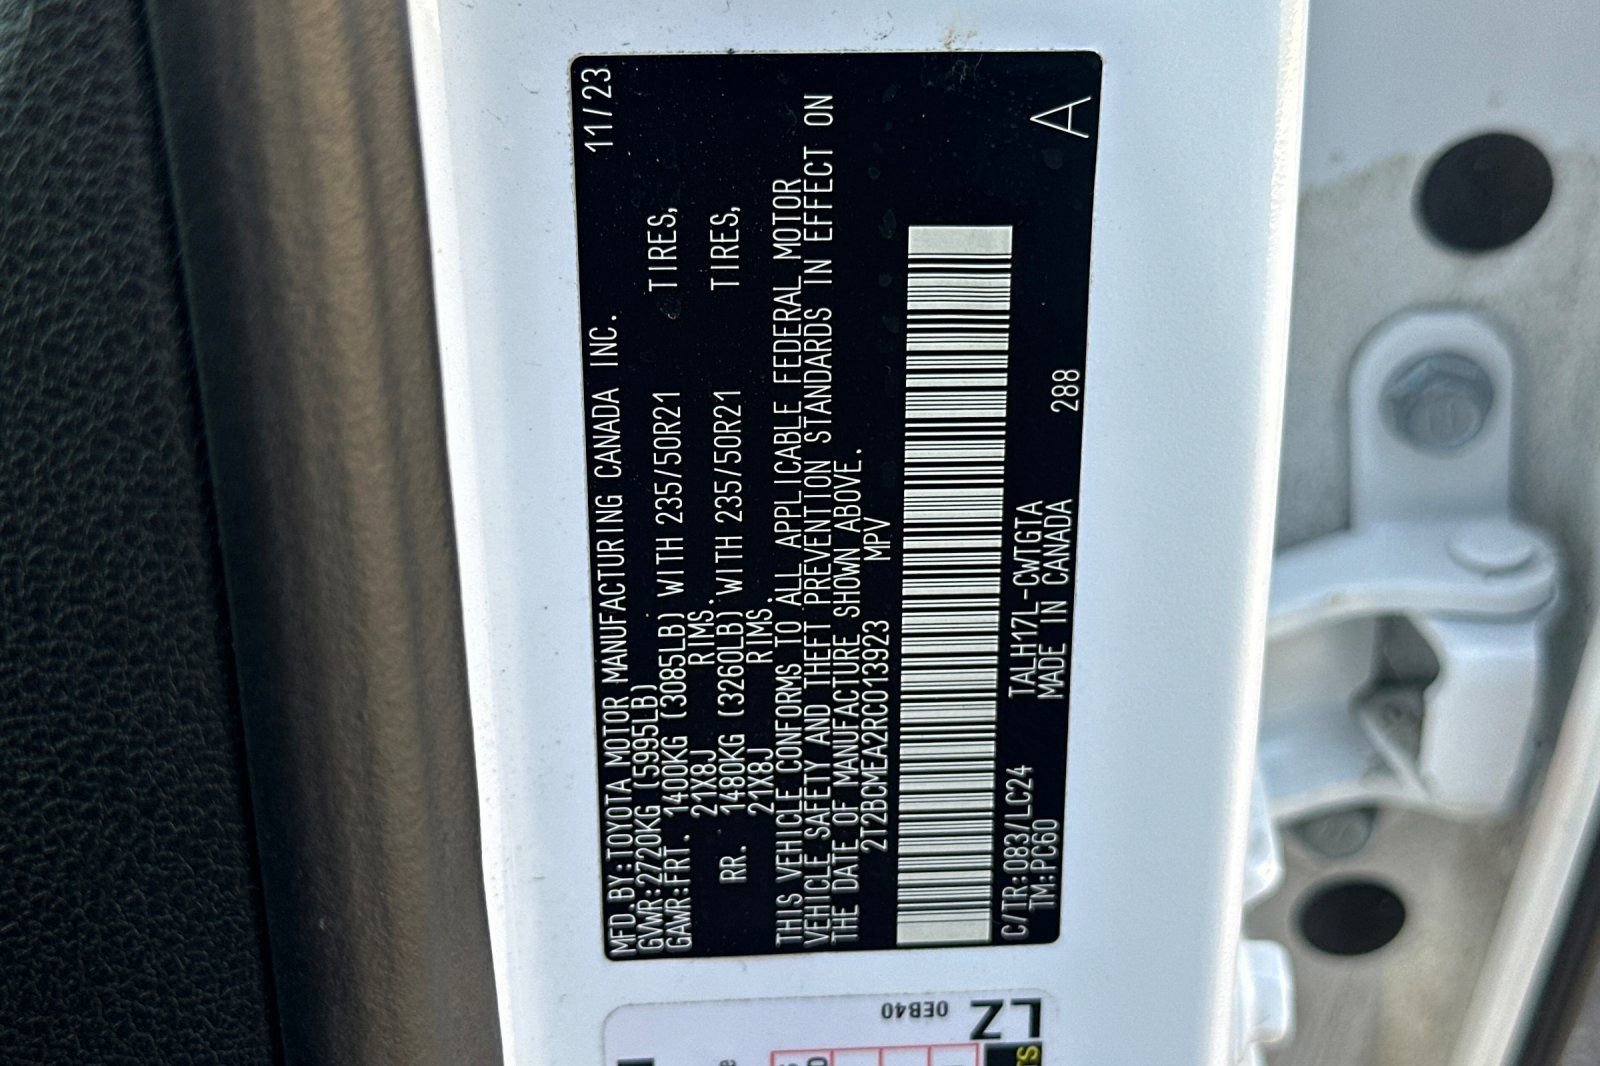 MFD.BY:TOYOTA MOTOR MANUFACTURING CANADA INC. 11/23
GVWR:2720KG (5995LB)
GAWR:FRT. 1400KG (3085LB) WITH 235/50R21 TIRES,
21X8J RIMS.
RR. 1480KG (3260LB) WITH 235/50R21 TIRES,
21X8J RIMS.
THIS VEHICLE CONFORMS TO ALL APPLICABLE FEDERAL MOTOR
VEHICLE SAFETY AND THEFT PREVENTION STANDARDS IN EFFECT ON
THE DATE OF MANUFACTURE SHOWN ABOVE.
2T2BCMEA2RC013923 MPV
C/TR:083/LC24 TALH17L-CWTGTA
TM:PC60 MADE IN CANADA 288
A
0EB40
LZ